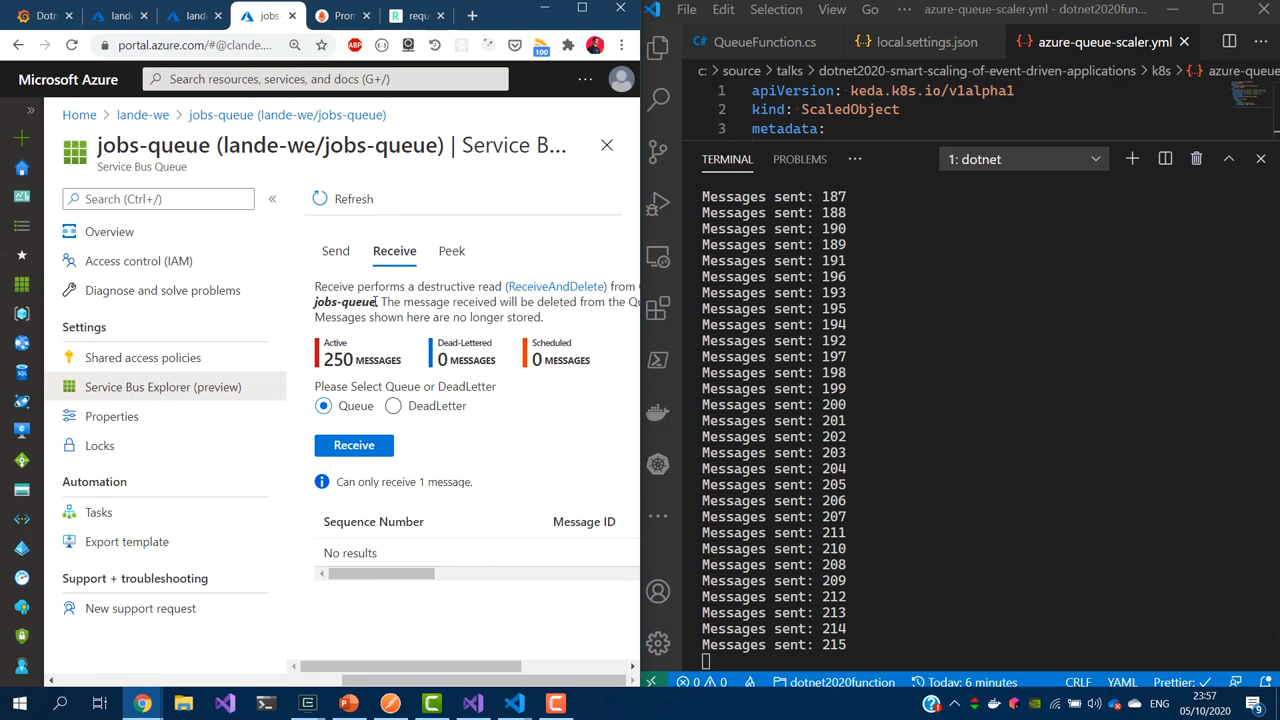 Dotn
lande
lande
jobs-
Pron
requ
portal.azure.com/#@clande....
100
Microsoft Azure
Search resources, services, and docs (G+/)
Home > lande-we > jobs-queue (lande-we/jobs-queue)
jobs-queue (lande-we/jobs-queue) | Service B...
Service Bus Queue
Search (Ctrl+/)
Overview
Access control (IAM)
Diagnose and solve problems
Settings
Shared access policies
Service Bus Explorer (preview)
Properties
Locks
Automation
Tasks
Export template
Support + troubleshooting
New support request
Refresh
Send Receive Peek
Receive performs a destructive read (ReceiveAndDelete) from
jobs-queue. The message received will be deleted from the Qu
Messages shown here are no longer stored.
Active
250 MESSAGES
Dead-Lettered
0 MESSAGES
Scheduled
0 MESSAGES
Please Select Queue or DeadLetter
Queue DeadLetter
Receive
Can only receive 1 message.
Sequence Number Message ID
No results
File Edit Selection View Go ... azure-queue-scaler.yml - dotnet2020func...
QueueFunction.cs local.settings.json azure-queue-scaler.yml
c: > source > talks > dotnet2020-smart-scaling-of-event-driven-applications > k8s > azure-queue
1 apiVersion: keda.k8s.io/v1alpha1
2 kind: ScaledObject
3 metadata:
TERMINAL PROBLEMS ... 1: dotnet
Messages sent: 187
Messages sent: 188
Messages sent: 190
Messages sent: 189
Messages sent: 191
Messages sent: 196
Messages sent: 193
Messages sent: 195
Messages sent: 194
Messages sent: 192
Messages sent: 197
Messages sent: 198
Messages sent: 199
Messages sent: 200
Messages sent: 201
Messages sent: 202
Messages sent: 203
Messages sent: 204
Messages sent: 205
Messages sent: 206
Messages sent: 207
Messages sent: 211
Messages sent: 210
Messages sent: 208
Messages sent: 209
Messages sent: 212
Messages sent: 213
Messages sent: 214
Messages sent: 215
0 0 dotnet2020function Today: 6 minutes CRLF YAML Prettier: ✓
ENG
23:57
05/10/2020
9